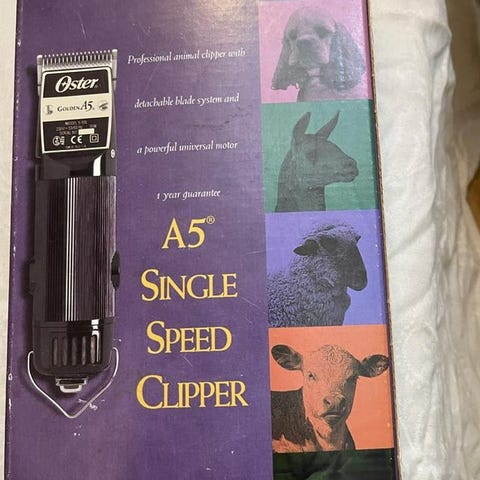 Professional animal clipper with
detachable blade system and
a powerful universal motor
1 year guarantee
Oster
GOLDEN A5
A5®
SINGLE
SPEED
CLIPPER